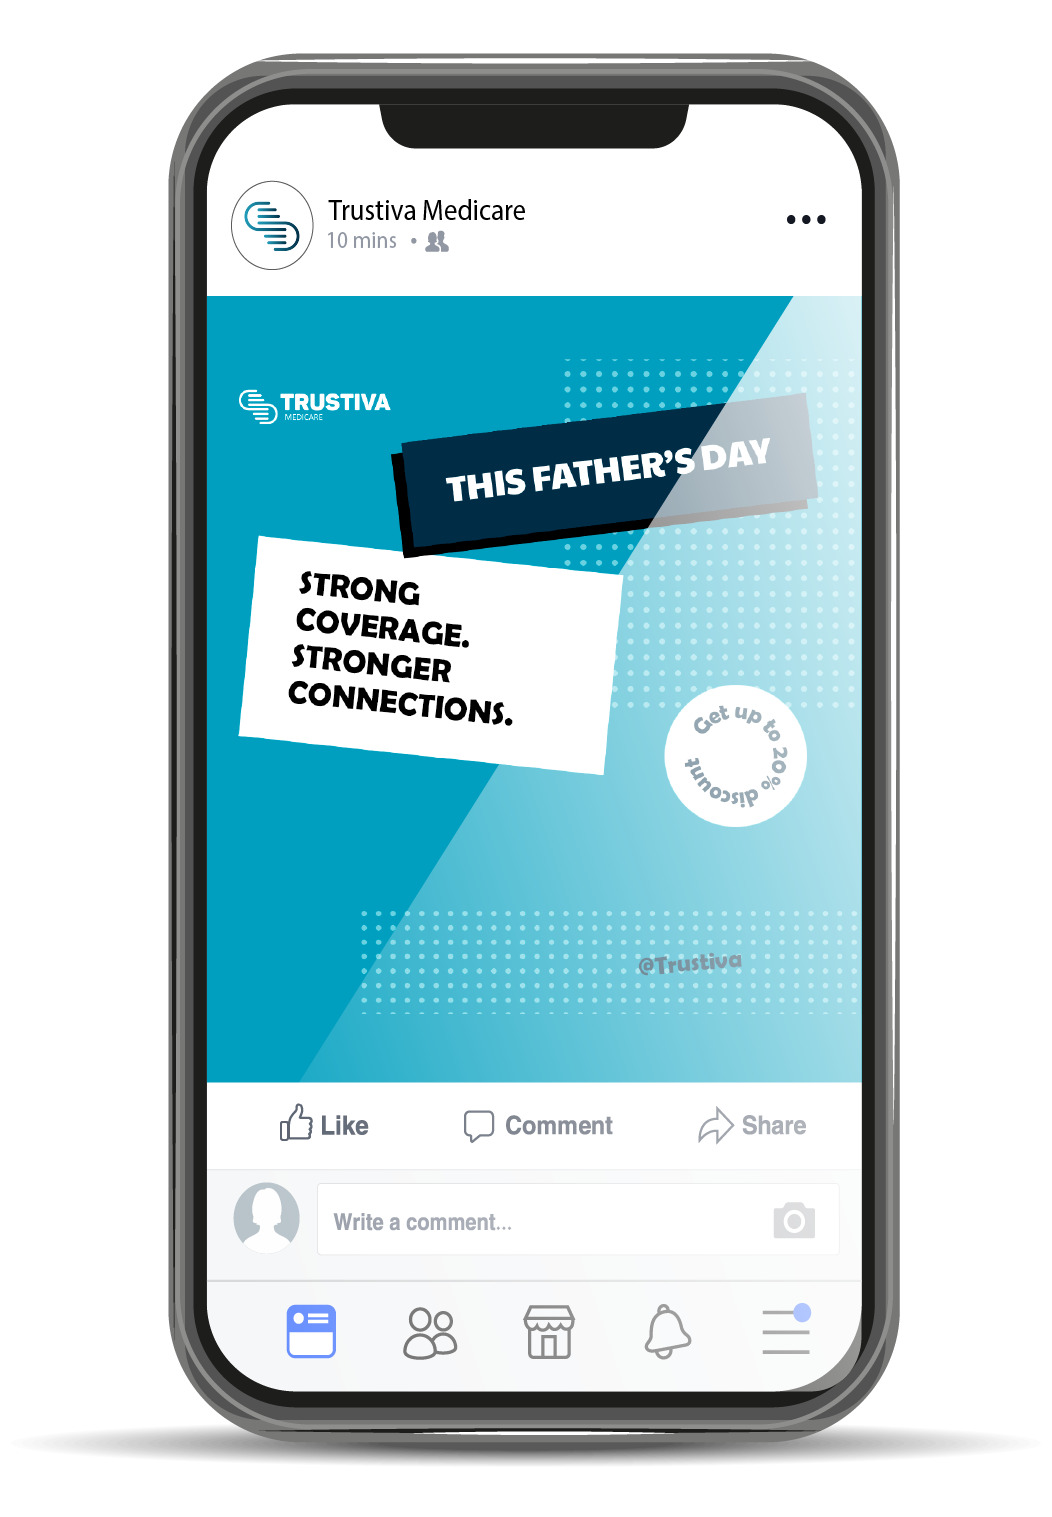 Trustiva Medicare
10 mins •
TRUSTIVA
MEDICARE
THIS FATHER'S DAY
STRONG
COVERAGE.
STRONGER
CONNECTIONS.
Get up to 20% discount
@Trustiva
Like
Comment
Share
Write a comment...